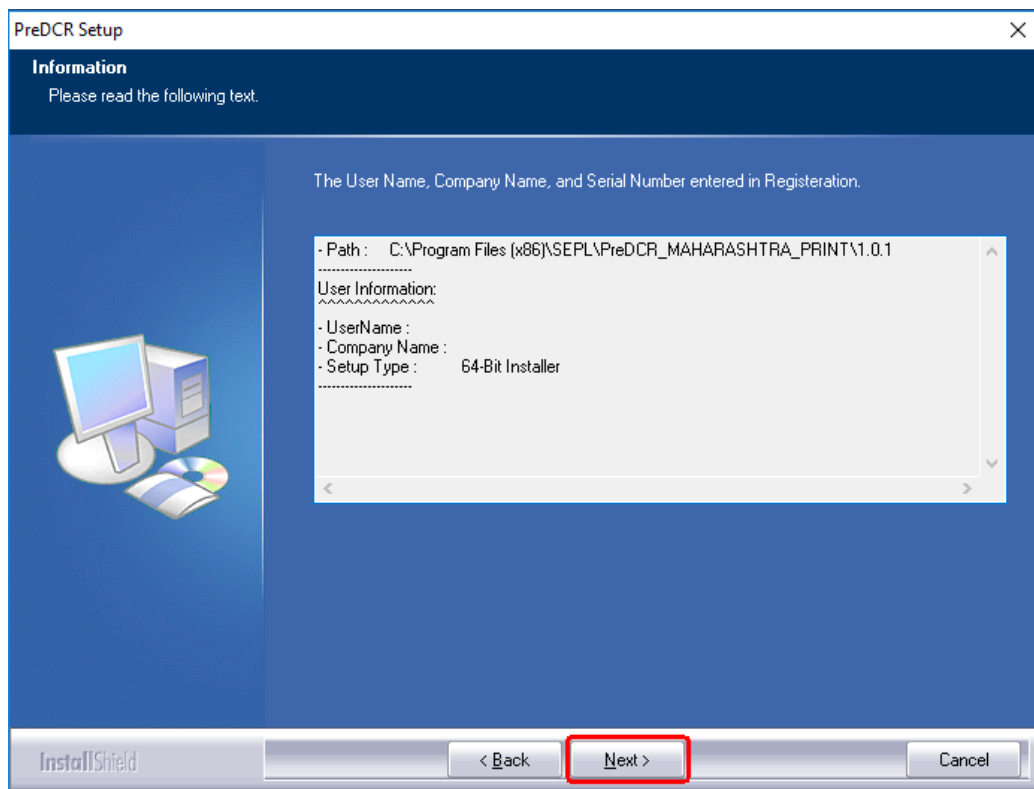 PreDCR Setup
Information
Please read the following text.
The User Name, Company Name, and Serial Number entered in Registeration.
- Path :     C:\Program Files (x86)\SEPL\PreDCR_MAHARASHTRA_PRINT\1.0.1
---------------------
User Information:
^^^^^^^^^^^^^
- UserName :
- Company Name :
- Setup Type :     64-Bit Installer
---------------------
InstallShield
< Back
Next >
Cancel